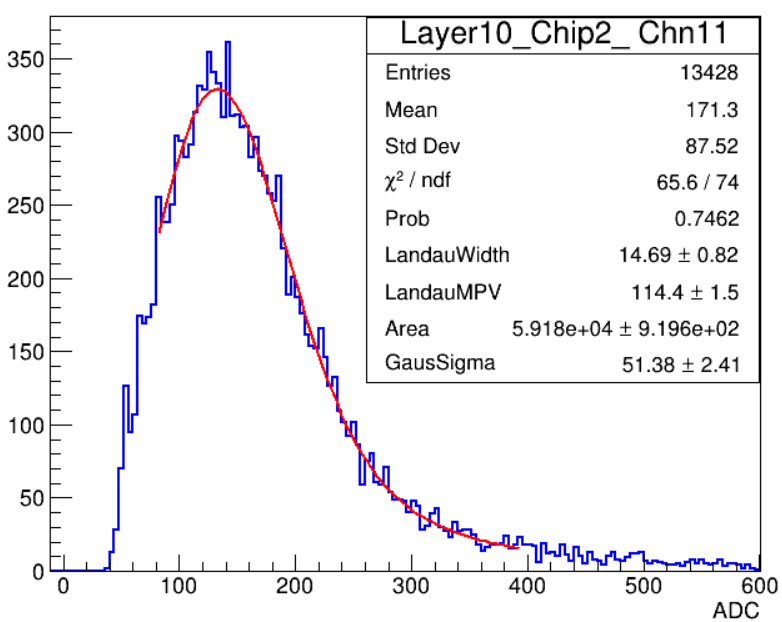 Layer10_Chip2_ Chn11
Entries 13428
Mean 171.3
Std Dev 87.52
χ² / ndf 65.6 / 74
Prob 0.7462
LandauWidth 14.69 ± 0.82
LandauMPV 114.4 ± 1.5
Area 5.918e+04 ± 9.196e+02
GausSigma 51.38 ± 2.41
350
300
250
200
150
100
50
0
0 100 200 300 400 500 600
ADC